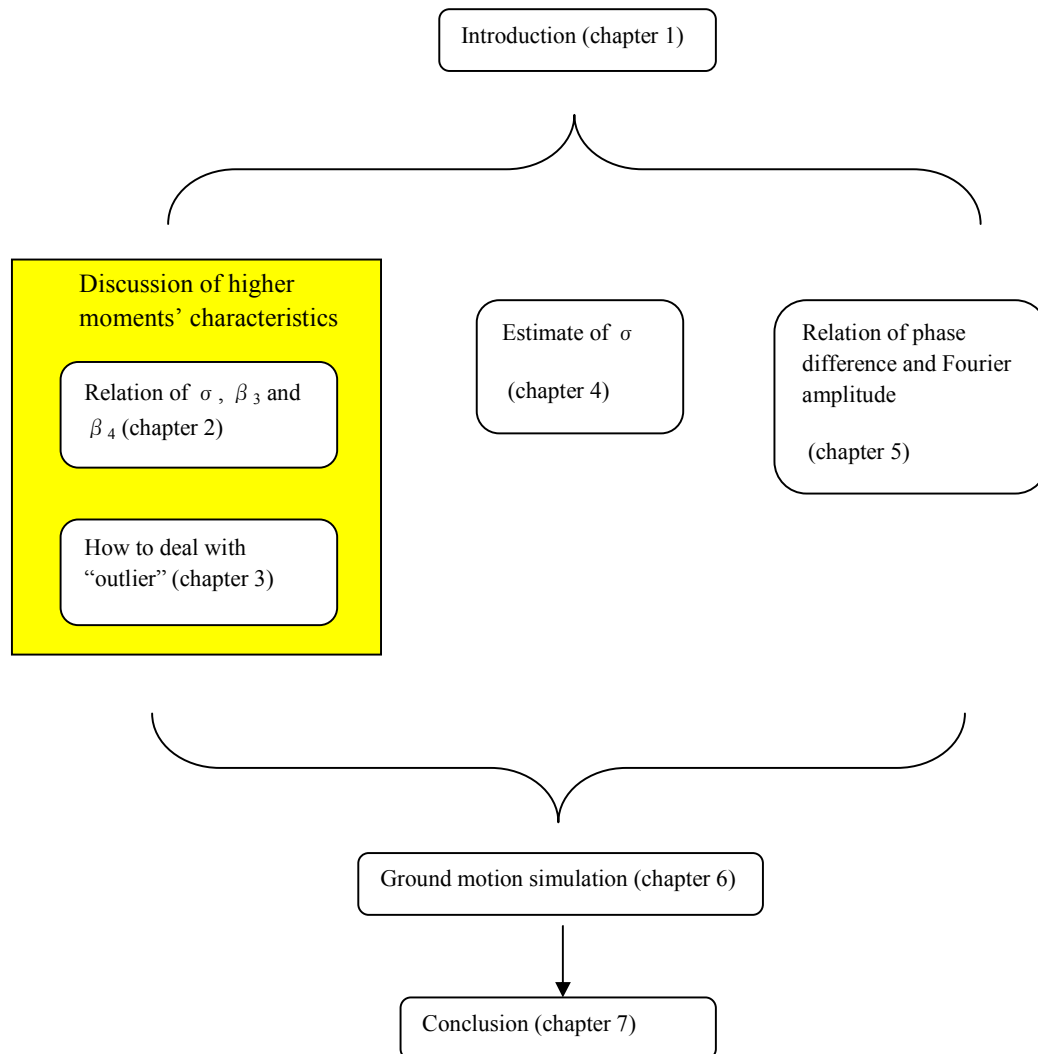 Introduction (chapter 1)
Discussion of higher
moments’ characteristics
Relation of σ, β₃ and
β₄ (chapter 2)
How to deal with
“outlier” (chapter 3)
Estimate of σ
(chapter 4)
Relation of phase
difference and Fourier
amplitude
(chapter 5)
Ground motion simulation (chapter 6)
Conclusion (chapter 7)